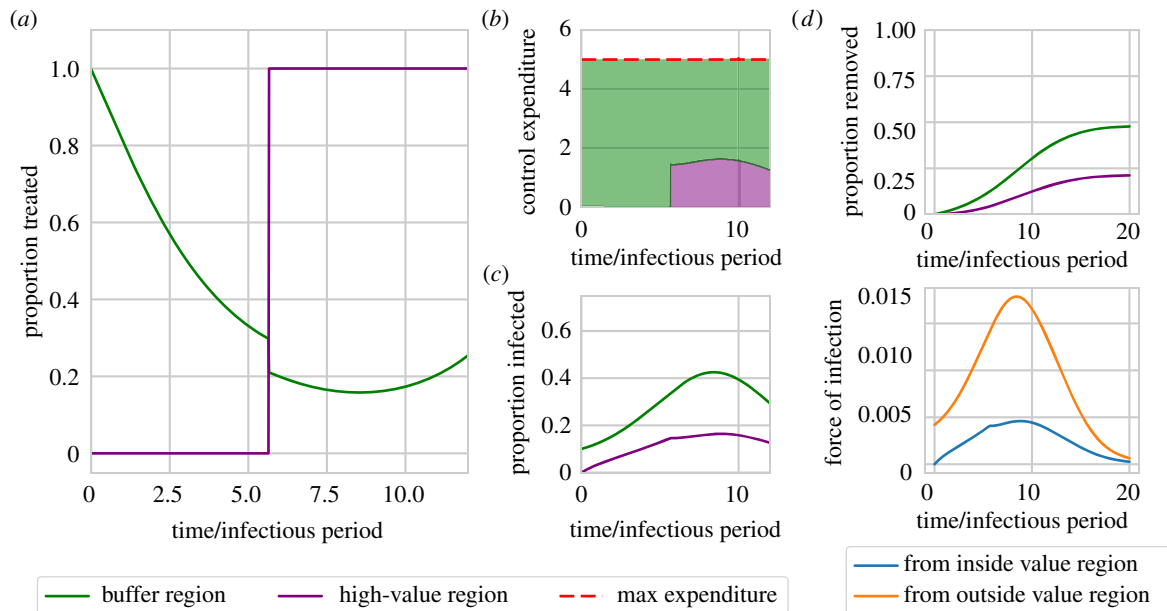 (a)
1.0
0.8
0.6
0.4
0.2
0
proportion treated
0
2.5
5.0
7.5
10.0
time/infectious period
(b)
6
4
2
0
control expenditure
0
10
time/infectious period
(c)
0.6
0.4
0.2
0
proportion infected
0
10
time/infectious period
(d)
1.00
0.75
0.50
0.25
0
proportion removed
0
10
20
time/infectious period
0.015
0.010
0.005
0
force of infection
0
10
20
time/infectious period
buffer region
high-value region
max expenditure
from inside value region
from outside value region